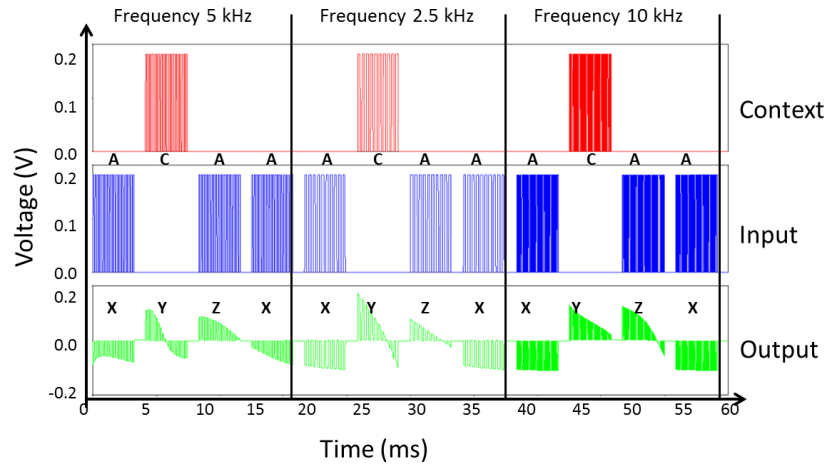 Frequency 5 kHz Frequency 2.5 kHz Frequency 10 kHz
0.2
0.1
0.0
Context
A C A A A C A A A C A A
0.2
0.1
0.0
Input
0.2
X Y Z X X Y Z X X Y Z X
0.0
-0.2
Output
0 5 10 15 20 25 30 35 40 45 50 55 60
Voltage (V)
Time (ms)